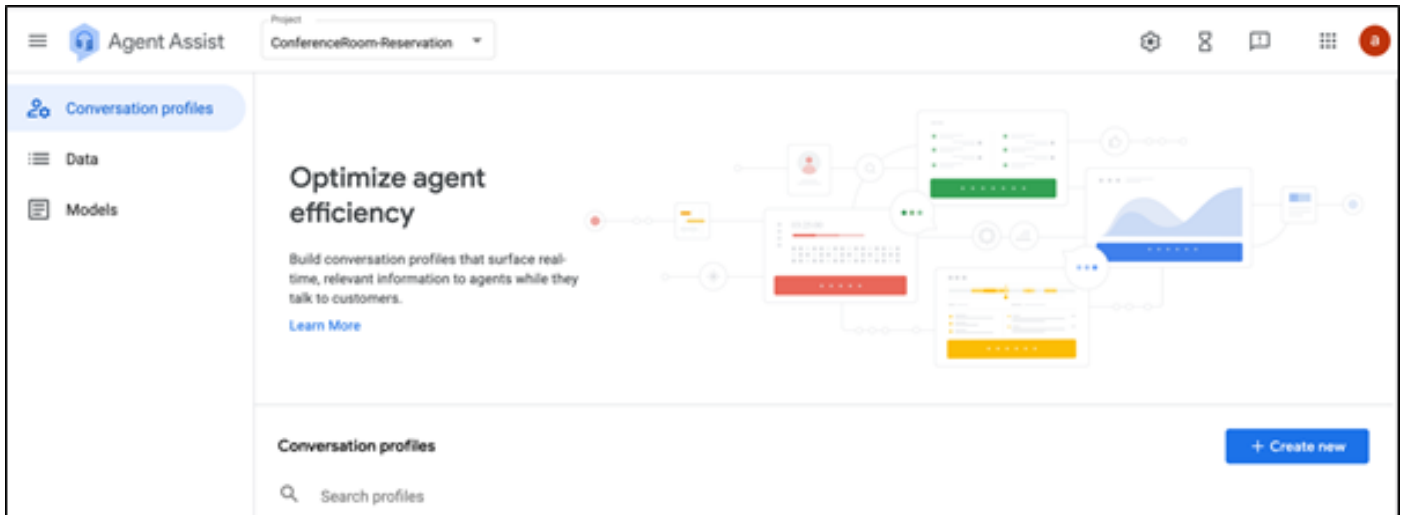 Agent Assist
Project
ConferenceRoom-Reservation
a
Conversation profiles
Data
Models
Optimize agent
efficiency
Build conversation profiles that surface real-
time, relevant information to agents while they
talk to customers.
Learn More
Conversation profiles
+ Create new
Search profiles